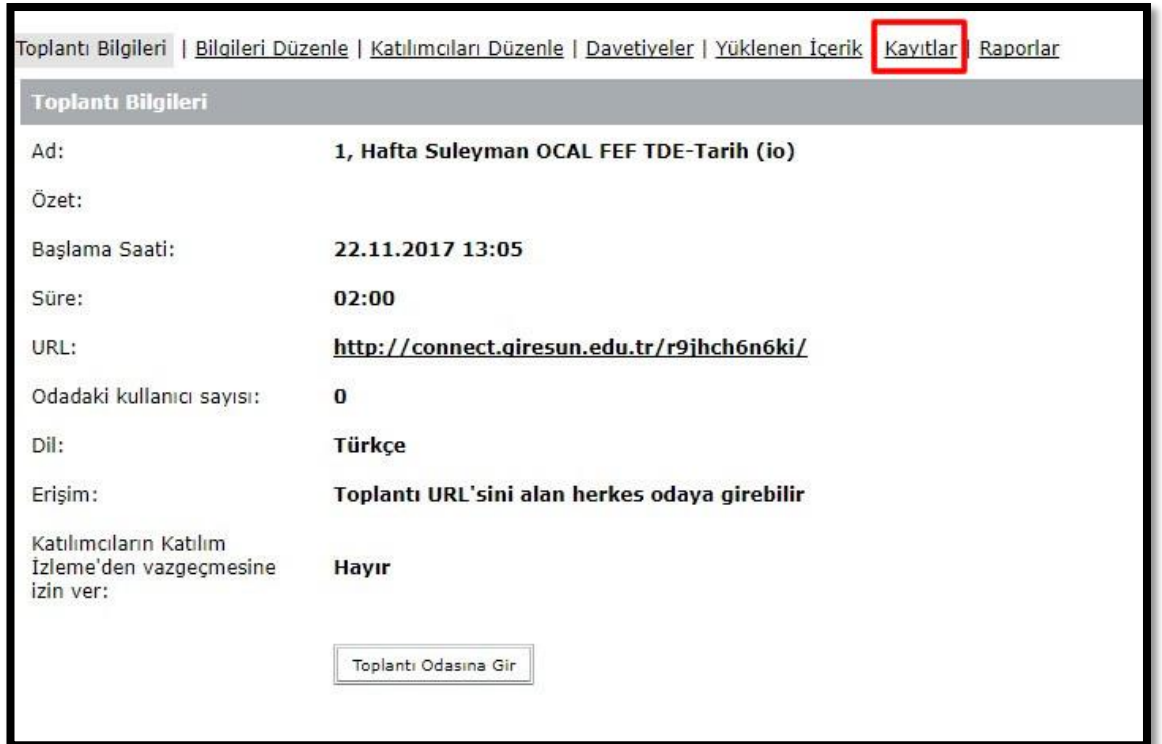 Toplantı Bilgileri | Bilgileri Düzenle | Katılımcıları Düzenle | Davetiyeler | Yüklenen İçerik | Kayıtlar | Raporlar
Toplantı Bilgileri
Ad: 1, Hafta Suleyman OCAL FEF TDE-Tarih (io)
Özet:
Başlama Saati: 22.11.2017 13:05
Süre: 02:00
URL: http://connect.giresun.edu.tr/r9jhch6n6ki/
Odadaki kullanıcı sayısı: 0
Dil: Türkçe
Erişim: Toplantı URL'sini alan herkes odaya girebilir
Katılımcıların Katılım
İzleme'den vazgeçmesine Hayır
izin ver:
Toplantı Odasına Gir